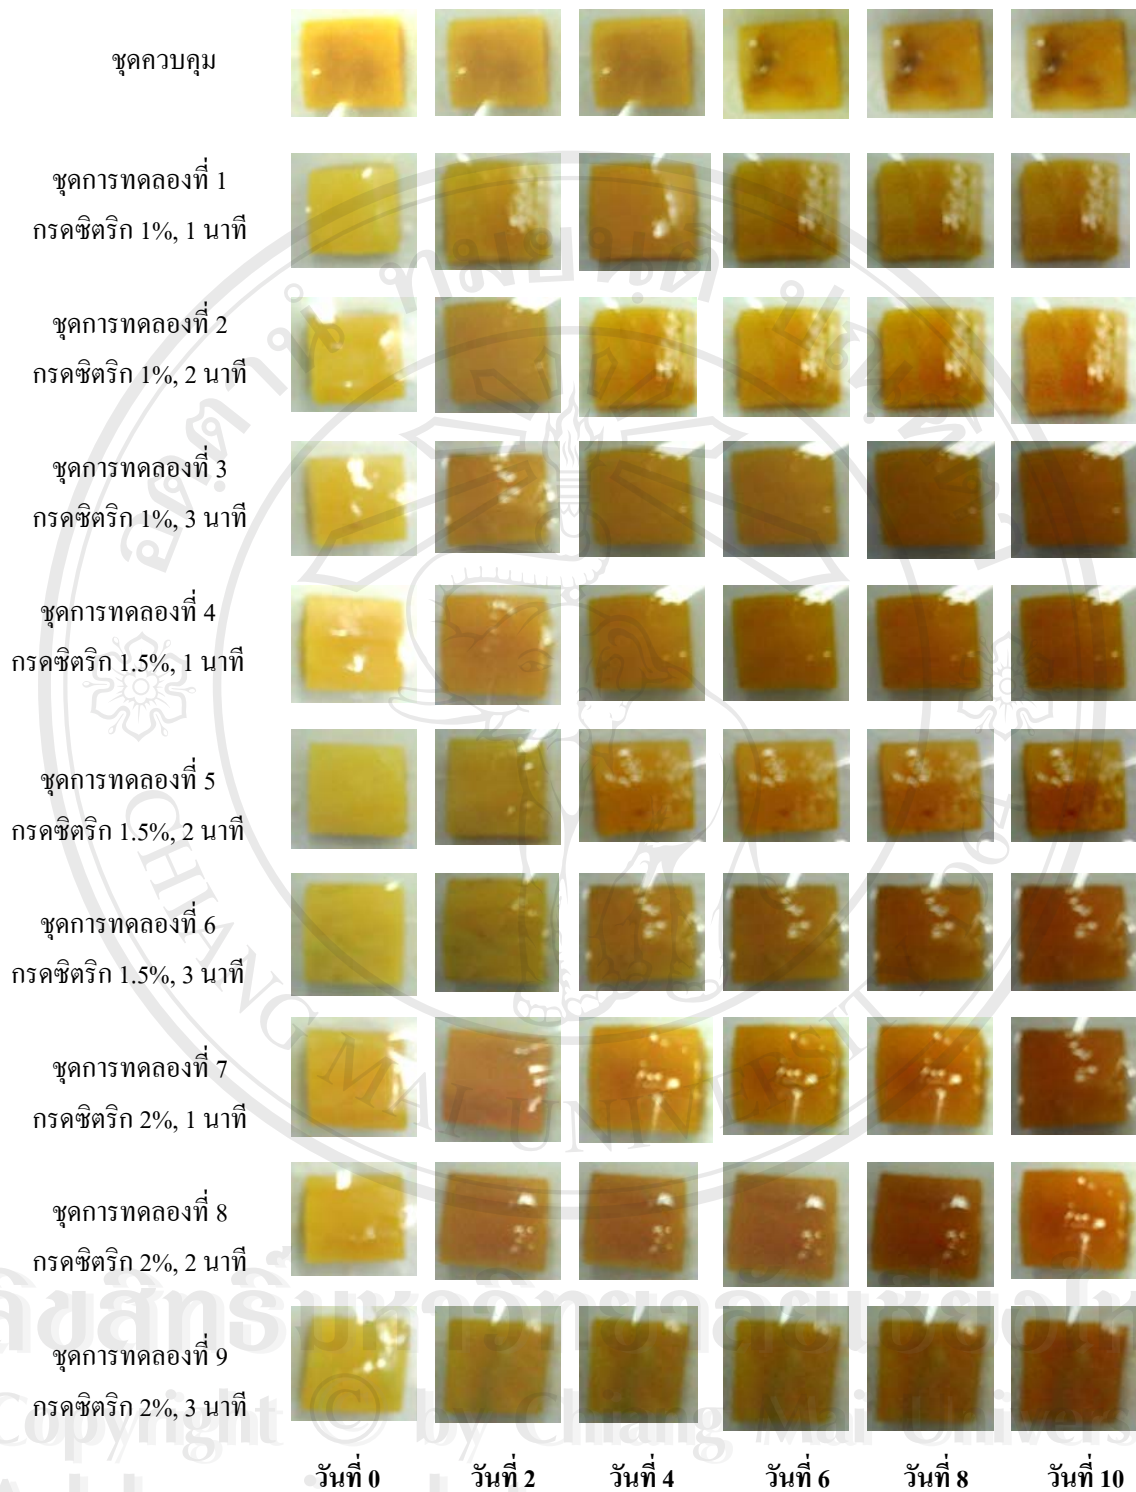 ชุดควบคุม
ชุดการทดลองที่ 1
กรดซิตริก 1%, 1 นาที
ชุดการทดลองที่ 2
กรดซิตริก 1%, 2 นาที
ชุดการทดลองที่ 3
กรดซิตริก 1%, 3 นาที
ชุดการทดลองที่ 4
กรดซิตริก 1.5%, 1 นาที
ชุดการทดลองที่ 5
กรดซิตริก 1.5%, 2 นาที
ชุดการทดลองที่ 6
กรดซิตริก 1.5%, 3 นาที
ชุดการทดลองที่ 7
กรดซิตริก 2%, 1 นาที
ชุดการทดลองที่ 8
กรดซิตริก 2%, 2 นาที
ชุดการทดลองที่ 9
กรดซิตริก 2%, 3 นาที
วันที่ 0 วันที่ 2 วันที่ 4 วันที่ 6 วันที่ 8 วันที่ 10
CHIANG MAI UNIVERSITY
Copyright © by Chiang Mai